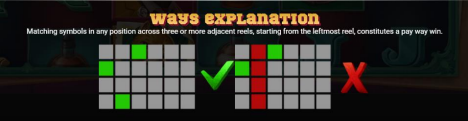 WAYS EXPLANATION
Matching symbols in any position across three or more adjacent reels, starting from the leftmost reel, constitutes a pay way win.